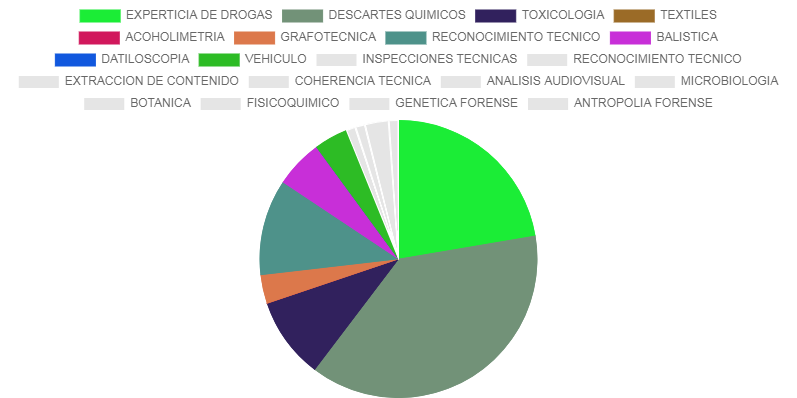 EXPERTICIA DE DROGAS DESCARTES QUIMICOS TOXICOLOGIA TEXTILES
ACOHOLIMETRIA GRAFOTECNICA RECONOCIMIENTO TECNICO BALISTICA
DATILOSCOPIA VEHICULO INSPECCIONES TECNICAS RECONOCIMIENTO TECNICO
EXTRACCION DE CONTENIDO COHERENCIA TECNICA ANALISIS AUDIOVISUAL MICROBIOLOGIA
BOTANICA FISICOQUIMICO GENETICA FORENSE ANTROPOLIA FORENSE